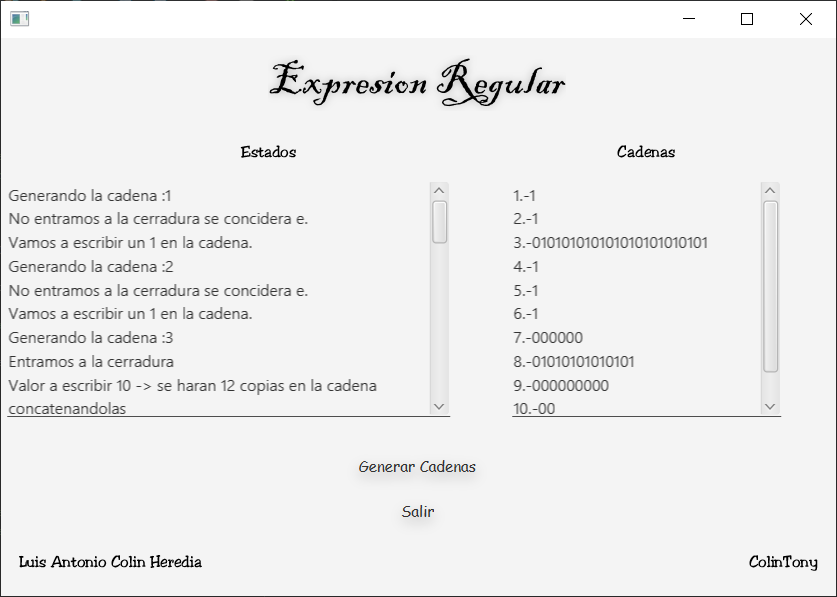 Expresion Regular
Estados
Cadenas
Generando la cadena :1
No entramos a la cerradura se concidera e.
Vamos a escribir un 1 en la cadena.
Generando la cadena :2
No entramos a la cerradura se concidera e.
Vamos a escribir un 1 en la cadena.
Generando la cadena :3
Entramos a la cerradura
Valor a escribir 10 -> se haran 12 copias en la cadena
concatenandolas
1.-1
2.-1
3.-010101010101010101010101
4.-1
5.-1
6.-1
7.-000000
8.-01010101010101
9.-000000000
10.-00
Generar Cadenas
Salir
Luis Antonio Colin Heredia
ColinTony